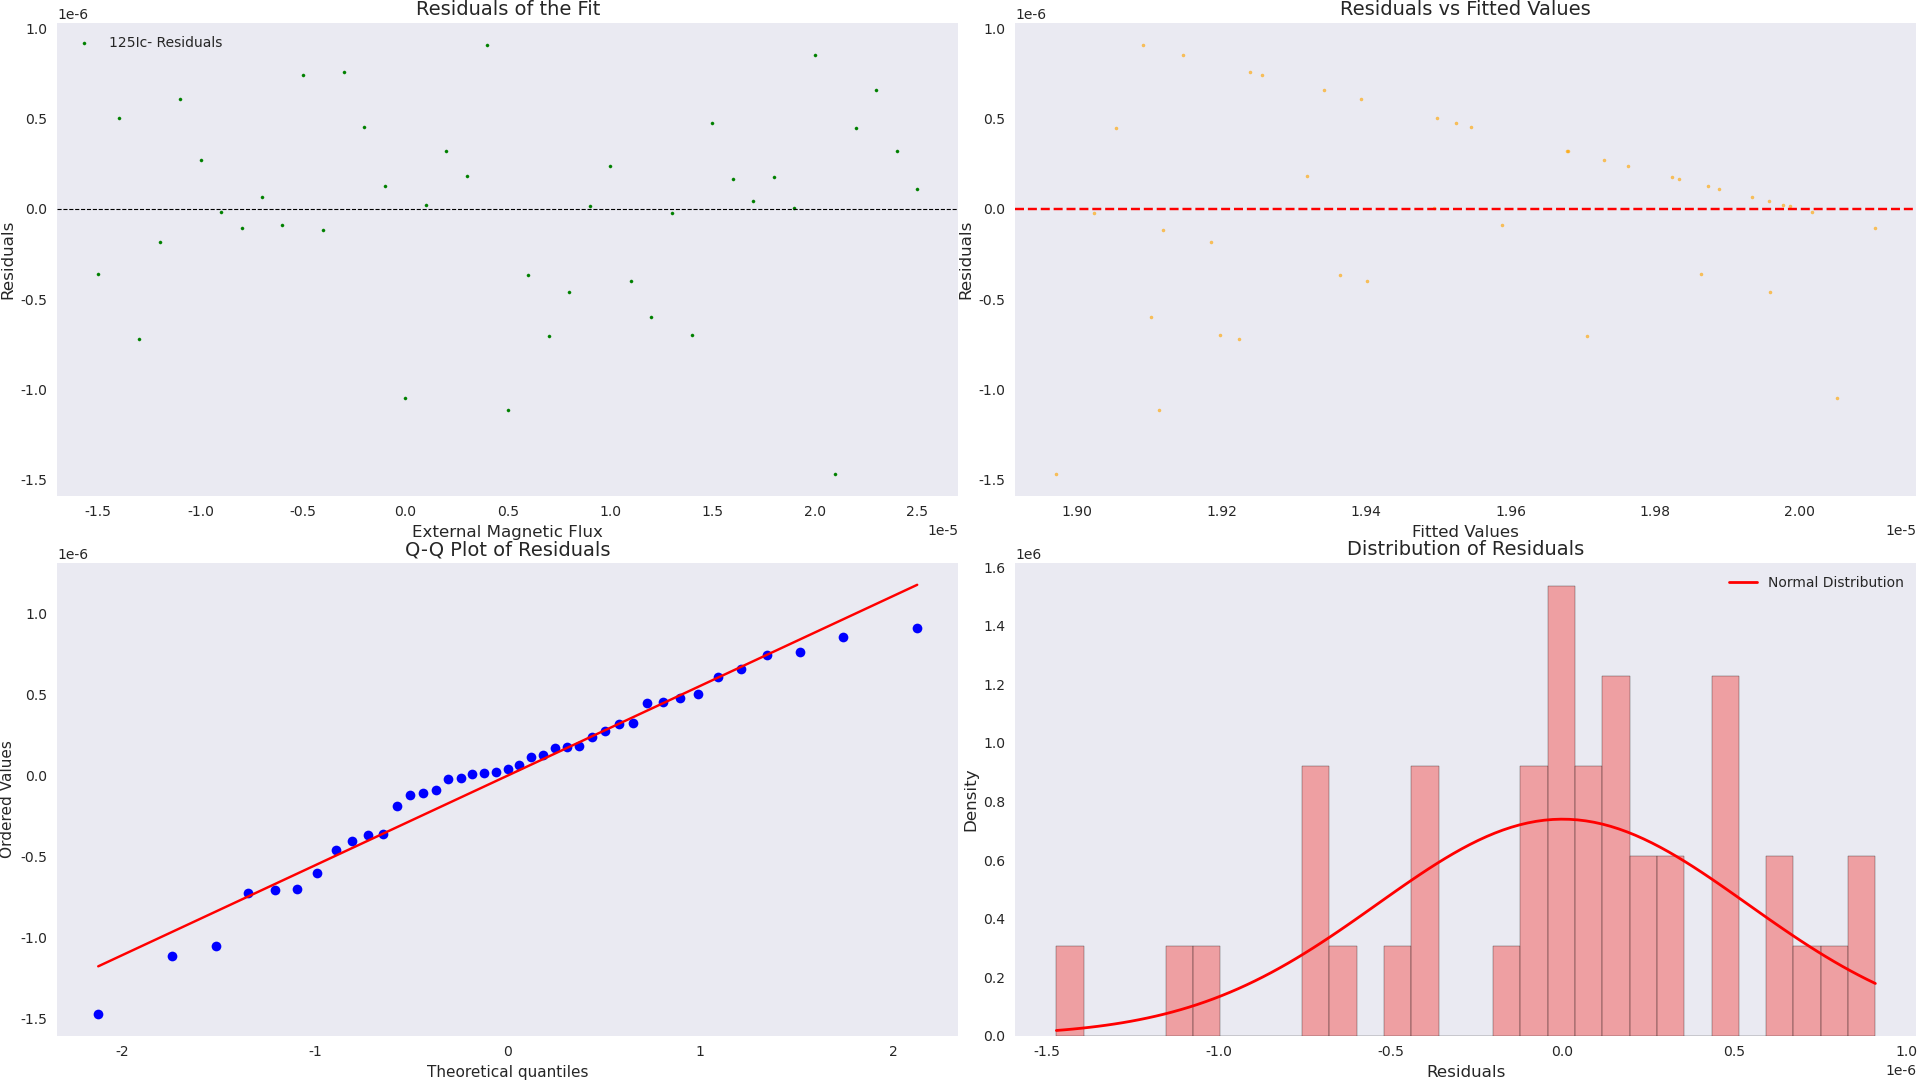 Residuals of the Fit
1e-6
125Ic- Residuals
1.0
0.5
0.0
-0.5
-1.0
-1.5
Residuals
-1.5 -1.0 -0.5 0.0 0.5 1.0 1.5 2.0 2.5
1e-5
External Magnetic Flux
Residuals vs Fitted Values
1e-6
1.0
0.5
0.0
-0.5
-1.0
-1.5
Residuals
1.90 1.92 1.94 1.96 1.98 2.00
1e-5
Fitted Values
Q-Q Plot of Residuals
1e-6
1.0
0.5
0.0
-0.5
-1.0
-1.5
Ordered Values
-2 -1 0 1 2
Theoretical quantiles
Distribution of Residuals
1e6
Normal Distribution
1.6
1.4
1.2
1.0
0.8
0.6
0.4
0.2
0.0
Density
-1.5 -1.0 -0.5 0.0 0.5 1.0
1e-6
Residuals